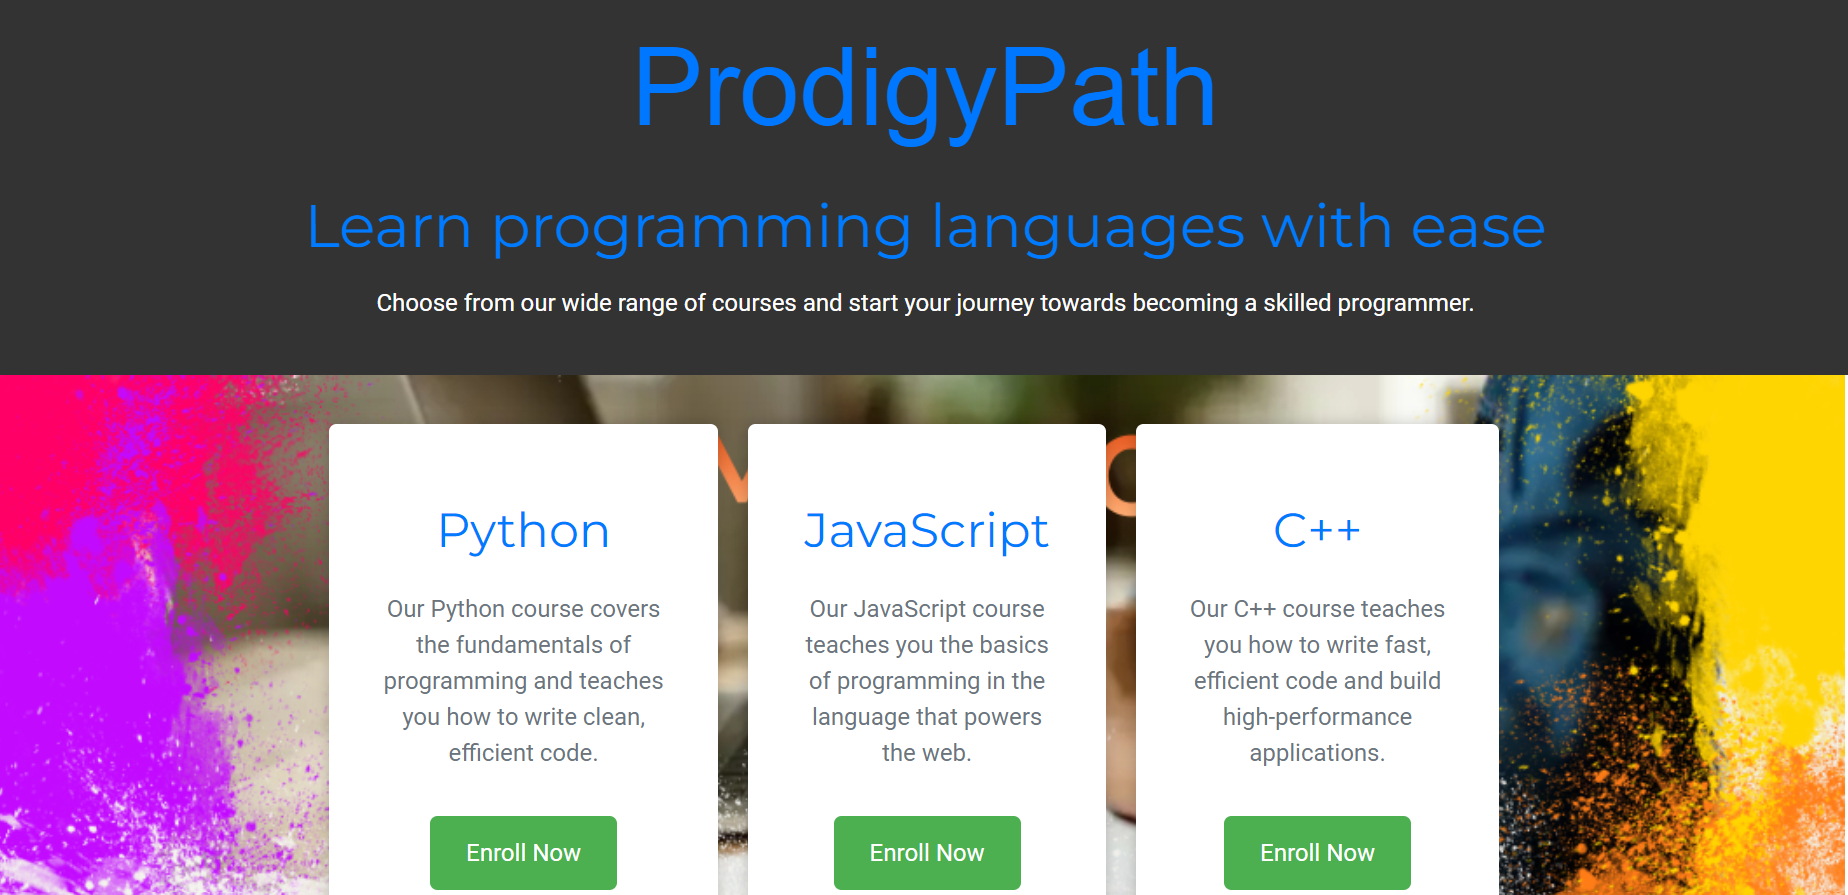 ProdigyPath
Learn programming languages with ease
Choose from our wide range of courses and start your journey towards becoming a skilled programmer.
Python
Our Python course covers
the fundamentals of
programming and teaches
you how to write clean,
efficient code.
Enroll Now
JavaScript
Our JavaScript course
teaches you the basics
of programming in the
language that powers
the web.
Enroll Now
C++
Our C++ course teaches
you how to write fast,
efficient code and build
high-performance
applications.
Enroll Now